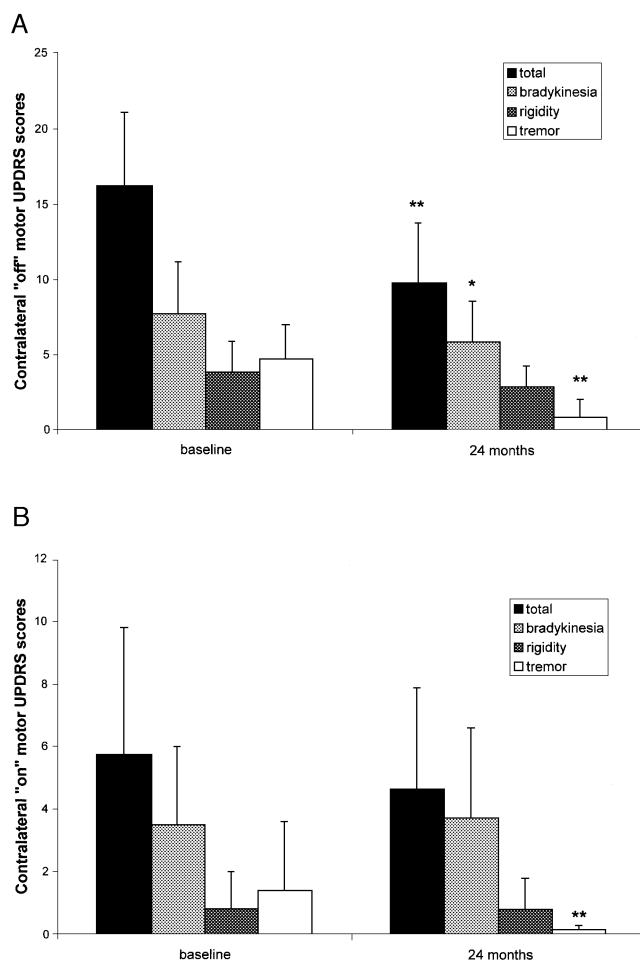 A
Contralateral "off" motor UPDRS scores
25
20
15
10
5
0
total
bradykinesia
rigidity
tremor
**
*
**
baseline
24 months
B
Contralateral "on" motor UPDRS scores
12
10
8
6
4
2
0
total
bradykinesia
rigidity
tremor
**
baseline
24 months